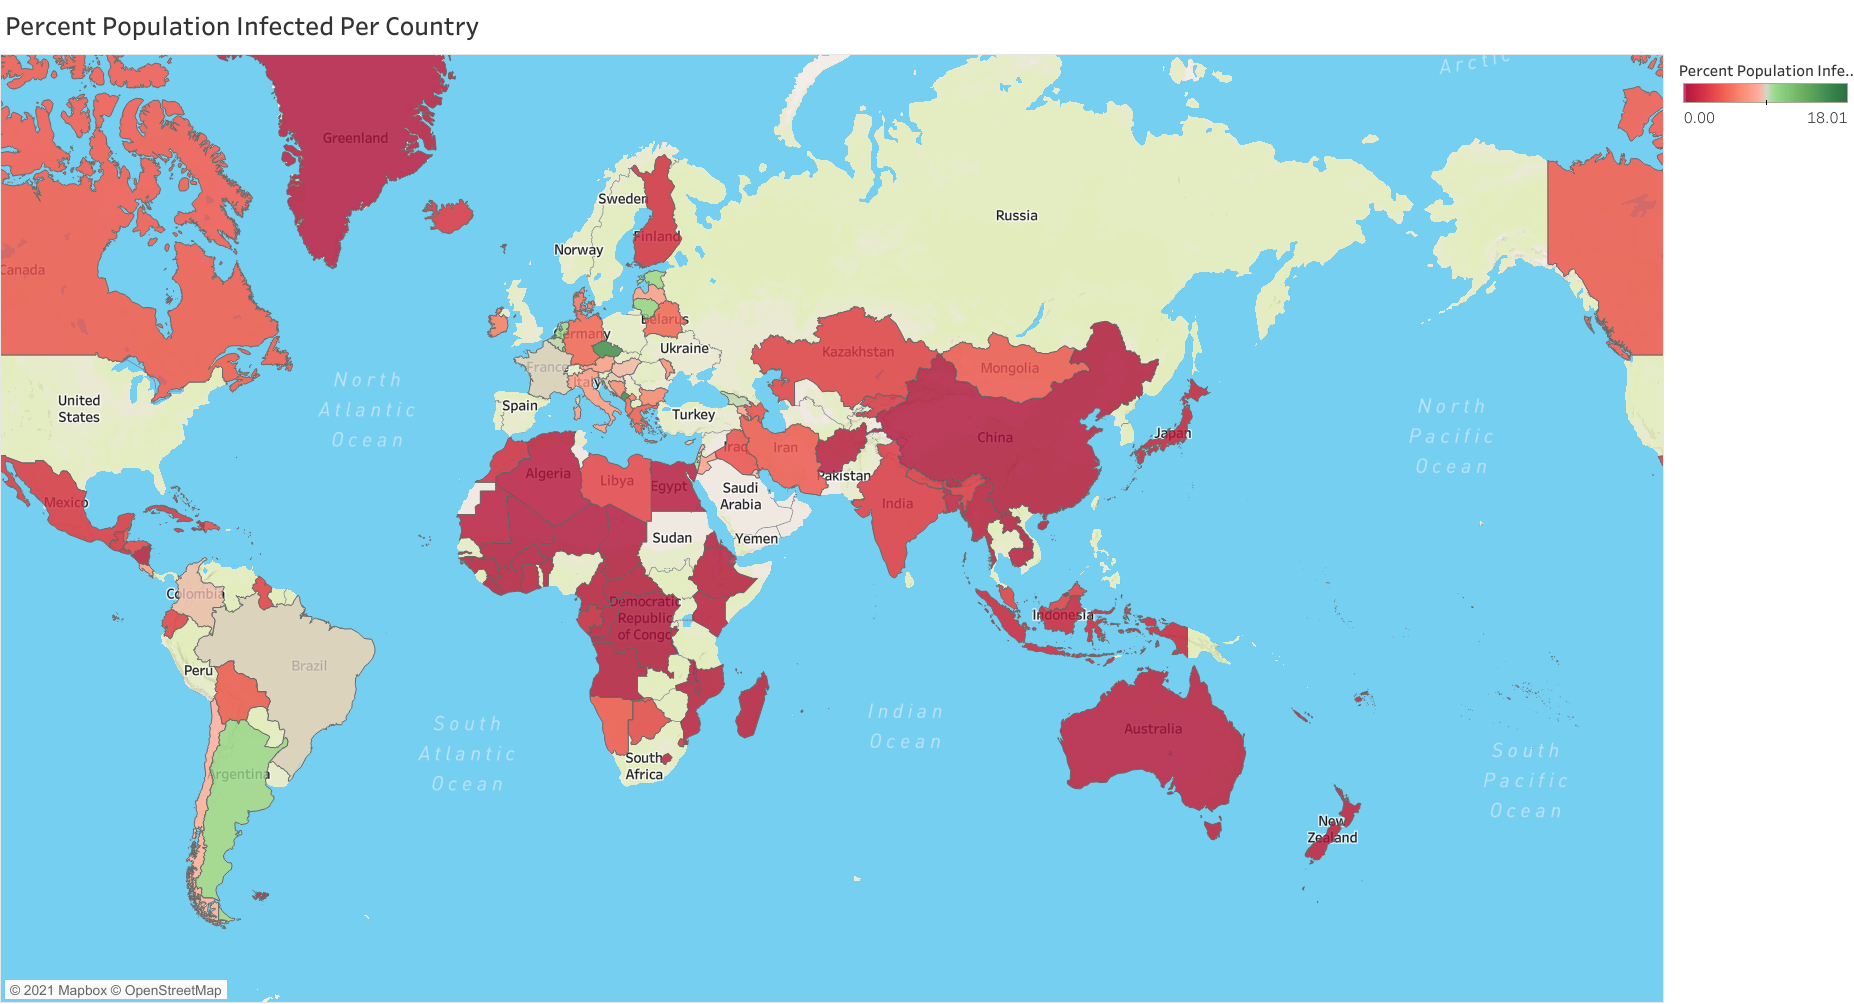 Percent Population Infected Per Country
Percent Population Infe..
0.00
18.01
Arctic
Greenland
Sweden
Russia
Finland
Norway
Canada
Belarus
Germany
Ukraine
Kazakhstan
France
Mongolia
Italy
North
Atlantic
Ocean
United
States
Spain
Turkey
North
Pacific
Ocean
China
Japan
Iraq
Iran
Algeria
Libya
Egypt
Pakistan
Saudi
Arabia
Mexico
India
Sudan
Yemen
Colombia
Democratic
Republic
of Congo
Indonesia
Brazil
Peru
South
Atlantic
Ocean
Indian
Ocean
Australia
South
Pacific
Ocean
South
Africa
Argentina
New
Zealand
© 2021 Mapbox © OpenStreetMap